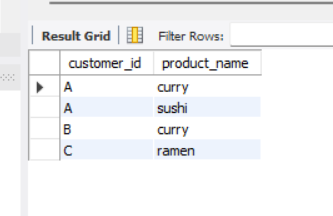 Result Grid Filter Rows:
customer_id product_name
A curry
A sushi
B curry
C ramen